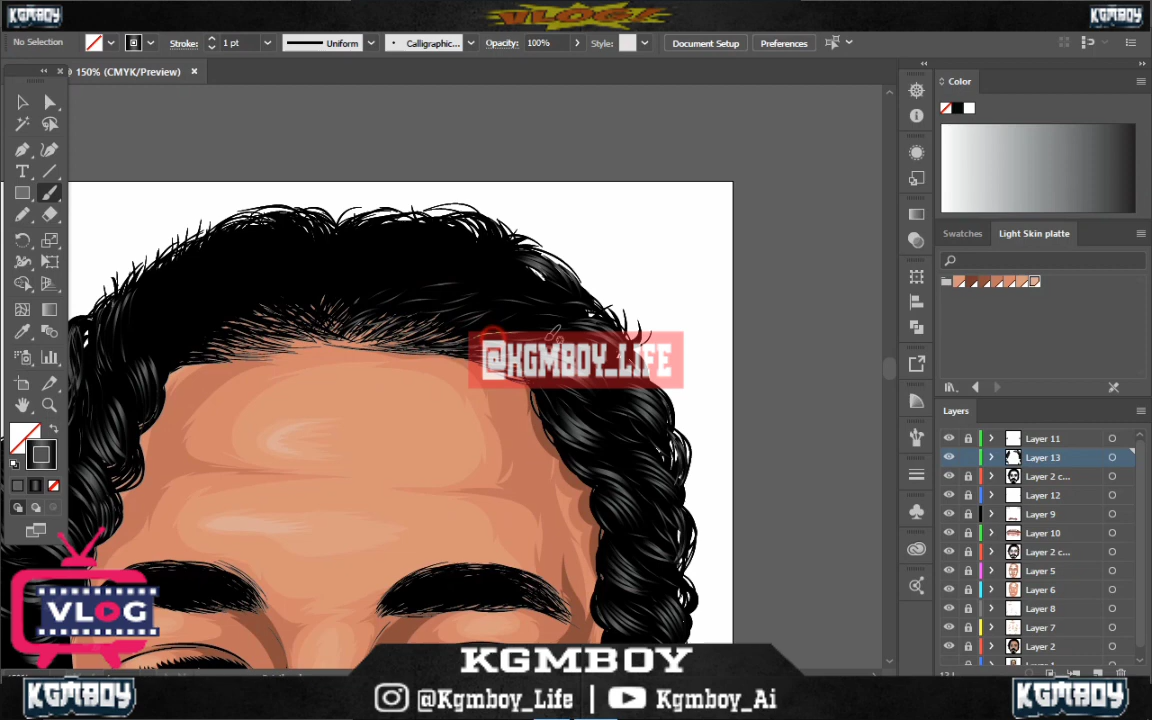 KGMBOY
VLOG!
KGMBOY
No Selection
Stroke:
1 pt
Uniform
Calligraphic...
Opacity:
100%
Style:
Document Setup
Preferences
@ 150% (CMYK/Preview)
Color
Swatches
Light Skin platte
@KGMBOY_LIFE
Layers
Layer 11
Layer 13
Layer 2 c...
Layer 12
Layer 9
Layer 10
Layer 2 c...
Layer 5
Layer 6
Layer 8
Layer 7
Layer 2
VLOG
KGMBOY
KGMBOY
@Kgmboy_Life | Kgmboy_Ai
KGMBOY